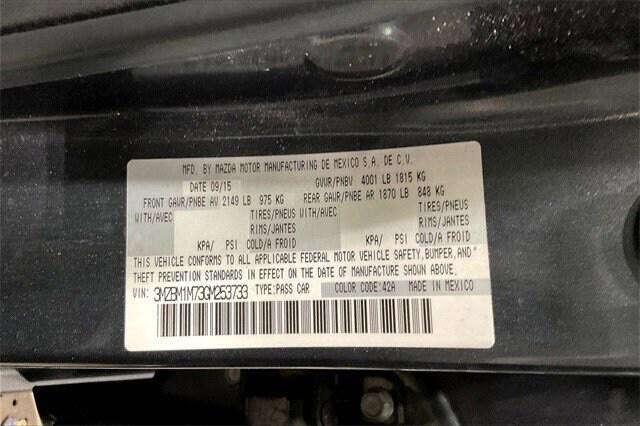 MFD. BY MAZDA MOTOR MANUFACTURING DE MEXICO S.A. DE C.V.
DATE 09/15 GVWR/PNBV 4001 LB 1815 KG
FRONT GAWR/PNBE AV 2149 LB 975 KG REAR GAWR/PNBE AR 1870 LB 848 KG
WITH/AVEC TIRES/PNEUS WITH/AVEC TIRES/PNEUS
RIMS/JANTES RIMS/JANTES
KPA/ PSI COLD/A FROID KPA/ PSI COLD/A FROID
THIS VEHICLE CONFORMS TO ALL APPLICABLE FEDERAL MOTOR VEHICLE SAFETY, BUMPER, AND
THEFT PREVENTION STANDARDS IN EFFECT ON THE DATE OF MANUFACTURE SHOWN ABOVE.
VIN: 3MZBM1M73GM253733 TYPE:PASS CAR COLOR CODE:42A MADE IN MEXICO